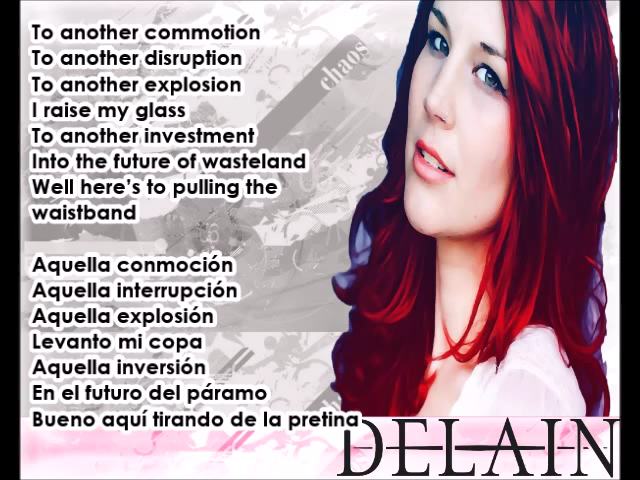 To another commotion
To another disruption
To another explosion
I raise my glass
To another investment
Into the future of wasteland
Well here's to pulling the
waistband
Aquella conmoción
Aquella interrupción
Aquella explosión
Levanto mi copa
Aquella inversión
En el futuro del páramo
Bueno aquí tirando de la pretina
chaos
DELAIN